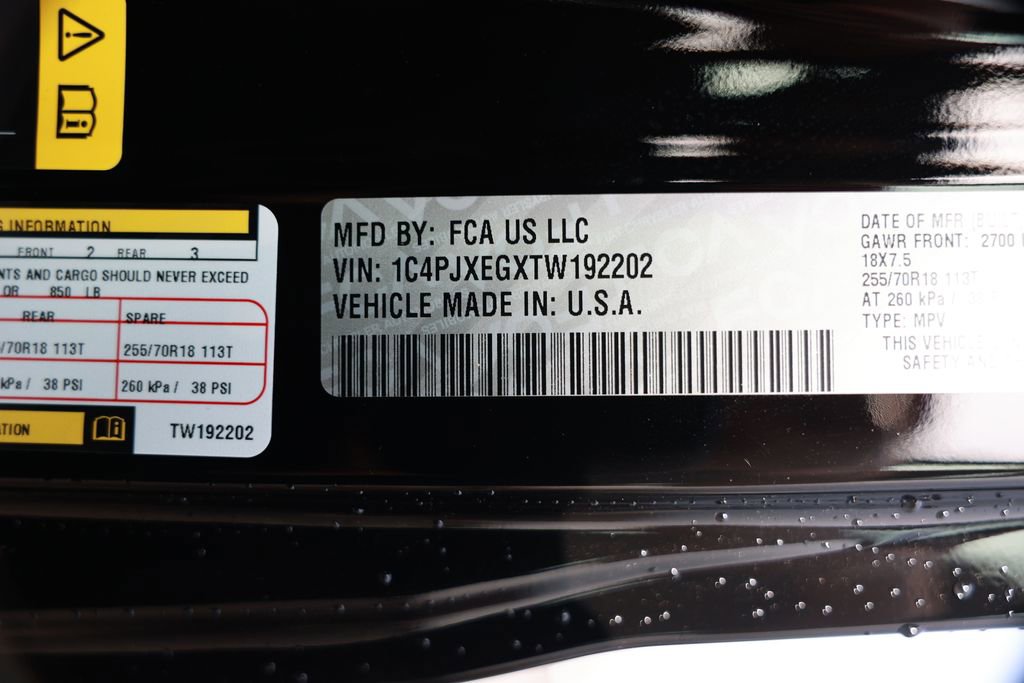 G INFORMATION
FRONT 2 REAR 3
NTS AND CARGO SHOULD NEVER EXCEED
OR 850 LB
REAR SPARE
/70R18 113T 255/70R18 113T
kPa / 38 PSI 260 kPa / 38 PSI
TION
TW192202
MFD BY: FCA US LLC
VIN: 1C4PJXEGXTW192202
VEHICLE MADE IN: U.S.A.
DATE OF MFR
GAWR FRONT: 2700
18X7.5
255/70R18 113T
AT 260 kPa /
TYPE: MPV
THIS VEHICLE
SAFETY AND